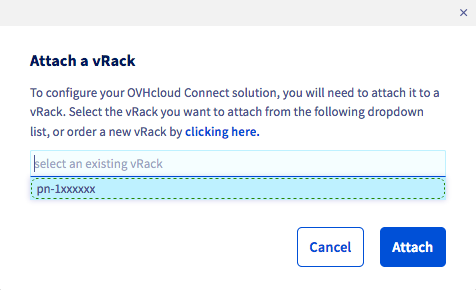 Attach a vRack
To configure your OVHcloud Connect solution, you will need to attach it to a
vRack. Select the vRack you want to attach from the following dropdown
list, or order a new vRack by clicking here.
select an existing vRack
pn-1xxxxxx
Cancel
Attach